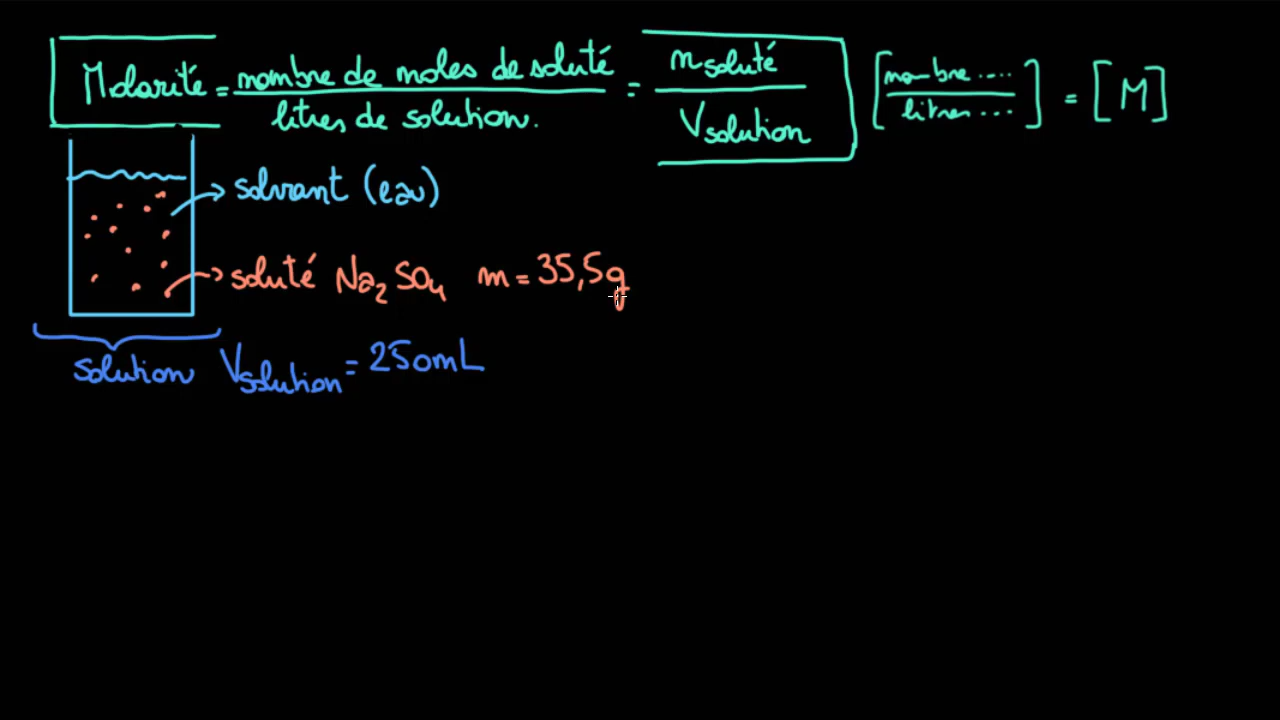 Molarité = nombre de moles de soluté / litres de solution. = n soluté / V solution [nombre .... / litres ...] = [M]
solvant (eau)
soluté Na₂SO₄ m = 35,5g
solution V solution = 250mL